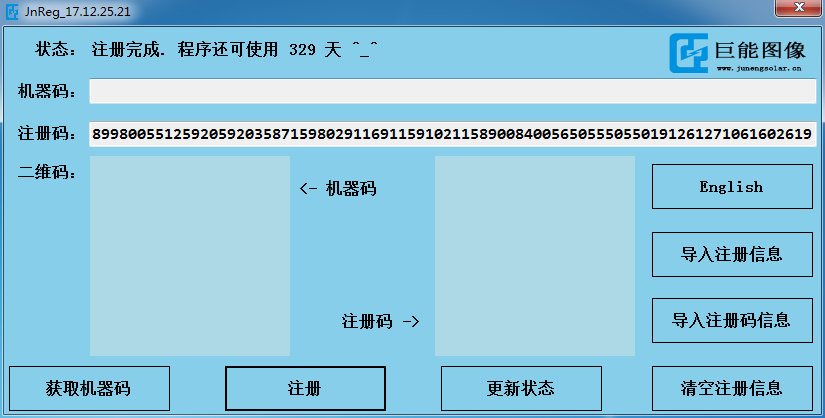 JnReg_17.12.25.21
状态： 注册完成. 程序还可使用 329 天 ^_^
巨能图像
www.junengsolar.cn
机器码：
注册码： 89980055125920592035871598029116911591021158900840056505550550191261271061602619
二维码：
<- 机器码
English
导入注册信息
注册码 ->
导入注册码信息
获取机器码
注册
更新状态
清空注册信息